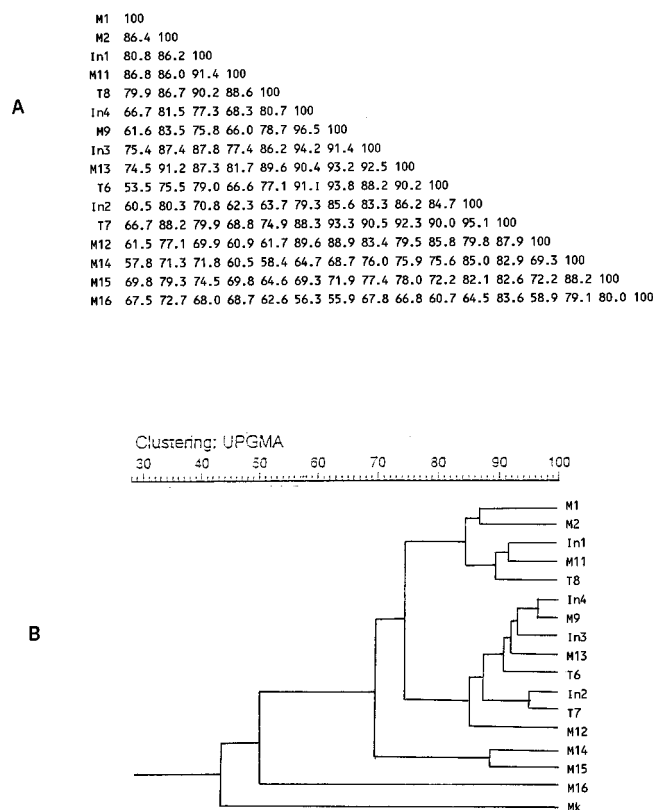 M1 100
M2 86.4 100
In1 80.8 86.2 100
M11 86.8 86.0 91.4 100
T8 79.9 86.7 90.2 88.6 100
A
In4 66.7 81.5 77.3 68.3 80.7 100
M9 61.6 83.5 75.8 66.0 78.7 96.5 100
In3 75.4 87.4 87.8 77.4 86.2 94.2 91.4 100
M13 74.5 91.2 87.3 81.7 89.6 90.4 93.2 92.5 100
T6 53.5 75.5 79.0 66.6 77.1 91.1 93.8 88.2 90.2 100
In2 60.5 80.3 70.8 62.3 63.7 79.3 85.6 83.3 86.2 84.7 100
T7 66.7 88.2 79.9 68.8 74.9 88.3 93.3 90.5 92.3 90.0 95.1 100
M12 61.5 77.1 69.9 60.9 61.7 89.6 88.9 83.4 79.5 85.8 79.8 87.9 100
M14 57.8 71.3 71.8 60.5 58.4 64.7 68.7 76.0 75.9 75.6 85.0 82.9 69.3 100
M15 69.8 79.3 74.5 69.8 64.6 69.3 71.9 77.4 78.0 72.2 82.1 82.6 72.2 88.2 100
M16 67.5 72.7 68.0 68.7 62.6 56.3 55.9 67.8 66.8 60.7 64.5 83.6 58.9 79.1 80.0 100
Clustering: UPGMA
30 40 50 60 70 80 90 100
M1
M2
In1
M11
T8
In4
M9
B
In3
M13
T6
In2
T7
M12
M14
M15
M16
Mk